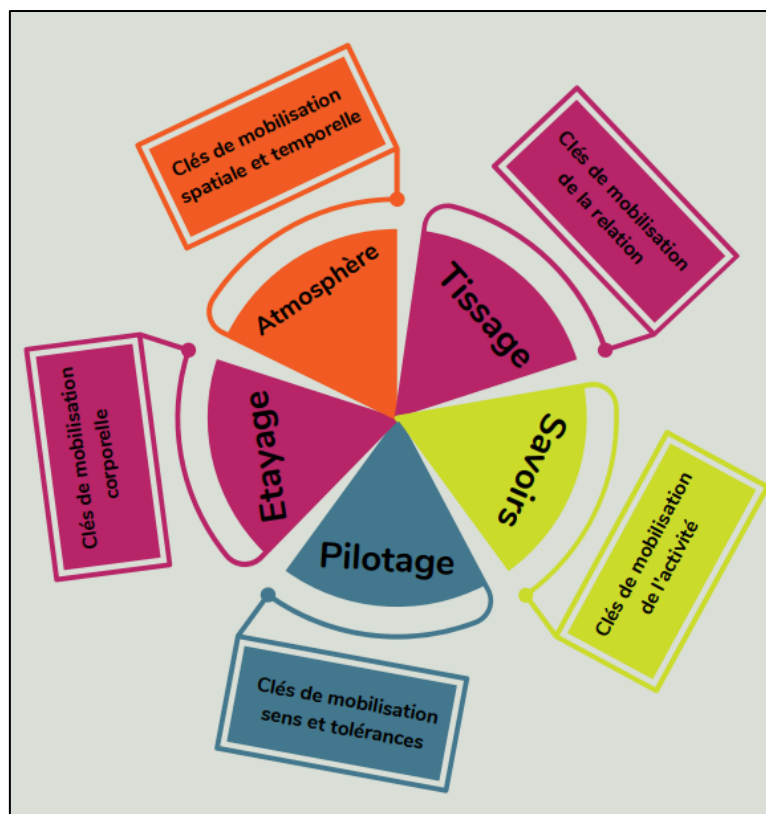 Clés de mobilisation
spatiale et temporelle
Atmosphère
Clés de mobilisation
de la relation
Tissage
Savoirs
Clés de mobilisation
de l'activité
Pilotage
Clés de mobilisation
sens et tolérances
Etayage
Clés de mobilisation
corporelle